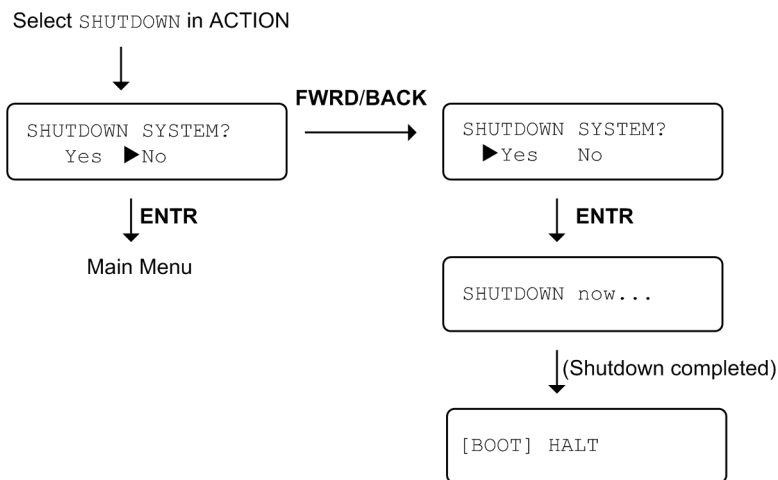 Select SHUTDOWN in ACTION
FWRD/BACK
SHUTDOWN SYSTEM?
Yes ▶No
SHUTDOWN SYSTEM?
▶Yes No
ENTR
Main Menu
ENTR
SHUTDOWN now...
(Shutdown completed)
[BOOT] HALT